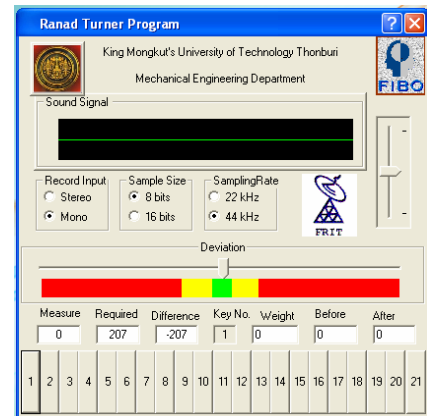 Ranad Turner Program
King Mongkut's University of Technology Thonburi
Mechanical Engineering Department
FIBO
Sound Signal
Record Input Sample Size SamplingRate
Stereo 8 bits 22 kHz
Mono 16 bits 44 kHz
FRIT
Deviation
Measure Required Difference Key No. Weight Before After
0 207 -207 1 0 0 0
1 2 3 4 5 6 7 8 9 10 11 12 13 14 15 16 17 18 19 20 21